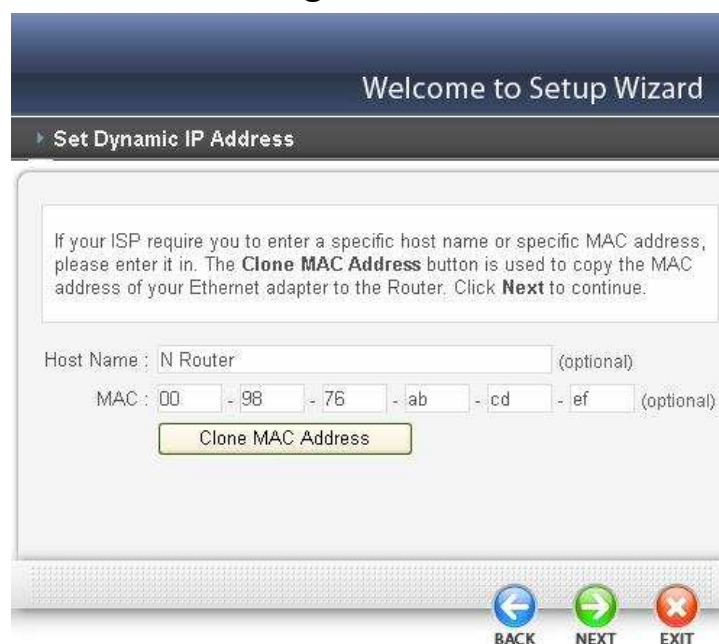 Welcome to Setup Wizard
Set Dynamic IP Address
If your ISP require you to enter a specific host name or specific MAC address,
please enter it in. The Clone MAC Address button is used to copy the MAC
address of your Ethernet adapter to the Router. Click Next to continue.
Host Name : N Router (optional)
MAC : 00 - 98 - 76 - ab - cd - ef (optional)
Clone MAC Address
BACK NEXT EXIT